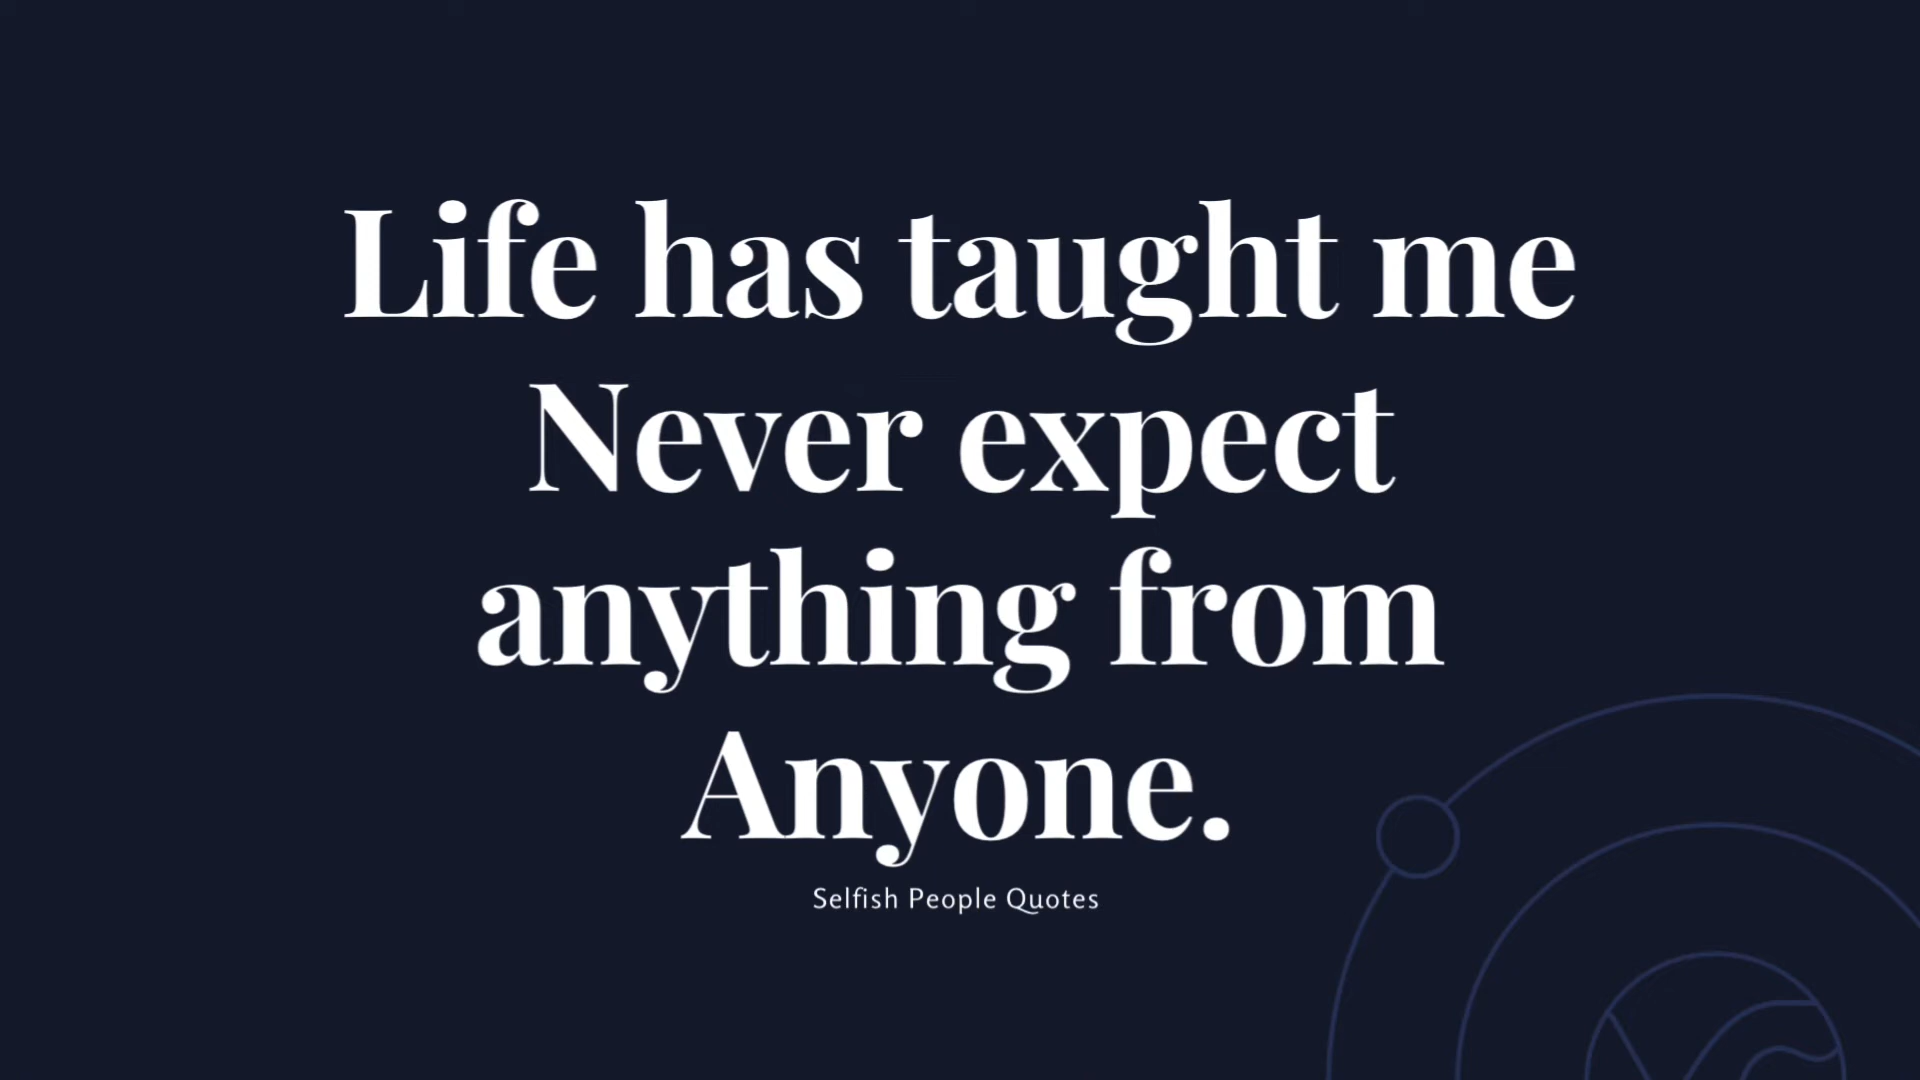 Life has taught me
Never expect
anything from
Anyone.
Selfish People Quotes